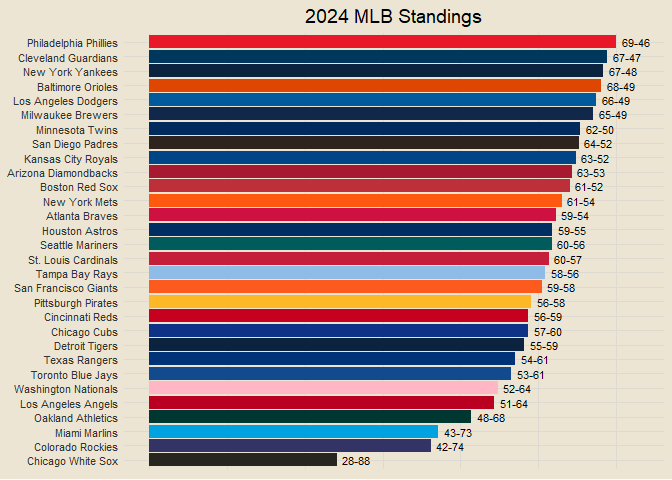 2024 MLB Standings
Philadelphia Phillies 69-46
Cleveland Guardians 67-47
New York Yankees 67-48
Baltimore Orioles 68-49
Los Angeles Dodgers 66-49
Milwaukee Brewers 65-49
Minnesota Twins 62-50
San Diego Padres 64-52
Kansas City Royals 63-52
Arizona Diamondbacks 63-53
Boston Red Sox 61-52
New York Mets 61-54
Atlanta Braves 59-54
Houston Astros 59-55
Seattle Mariners 60-56
St. Louis Cardinals 60-57
Tampa Bay Rays 58-56
San Francisco Giants 59-58
Pittsburgh Pirates 56-58
Cincinnati Reds 56-59
Chicago Cubs 57-60
Detroit Tigers 55-59
Texas Rangers 54-61
Toronto Blue Jays 53-61
Washington Nationals 52-64
Los Angeles Angels 51-64
Oakland Athletics 48-68
Miami Marlins 43-73
Colorado Rockies 42-74
Chicago White Sox 28-88